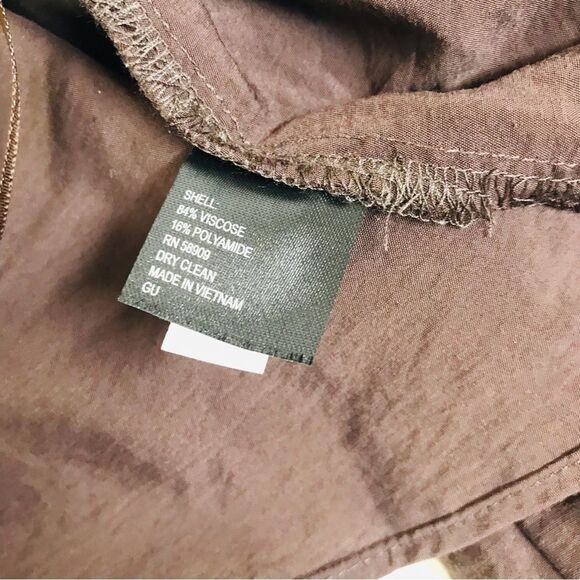 SHELL:
84% VISCOSE
16% POLYAMIDE
RN 58909
DRY CLEAN
MADE IN VIETNAM
GU